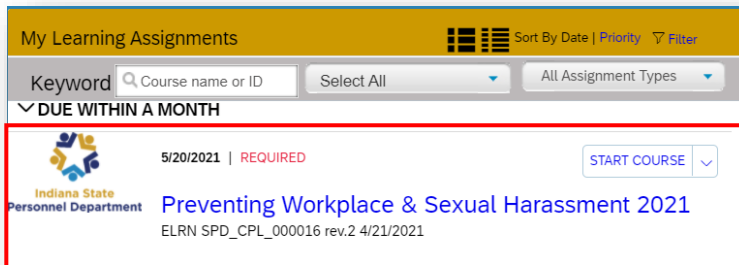 My Learning Assignments Sort By Date | Priority Filter
Keyword Course name or ID Select All All Assignment Types
DUE WITHIN A MONTH
5/20/2021 | REQUIRED START COURSE
Indiana State
Personnel Department
Preventing Workplace & Sexual Harassment 2021
ELRN SPD_CPL_000016 rev.2 4/21/2021